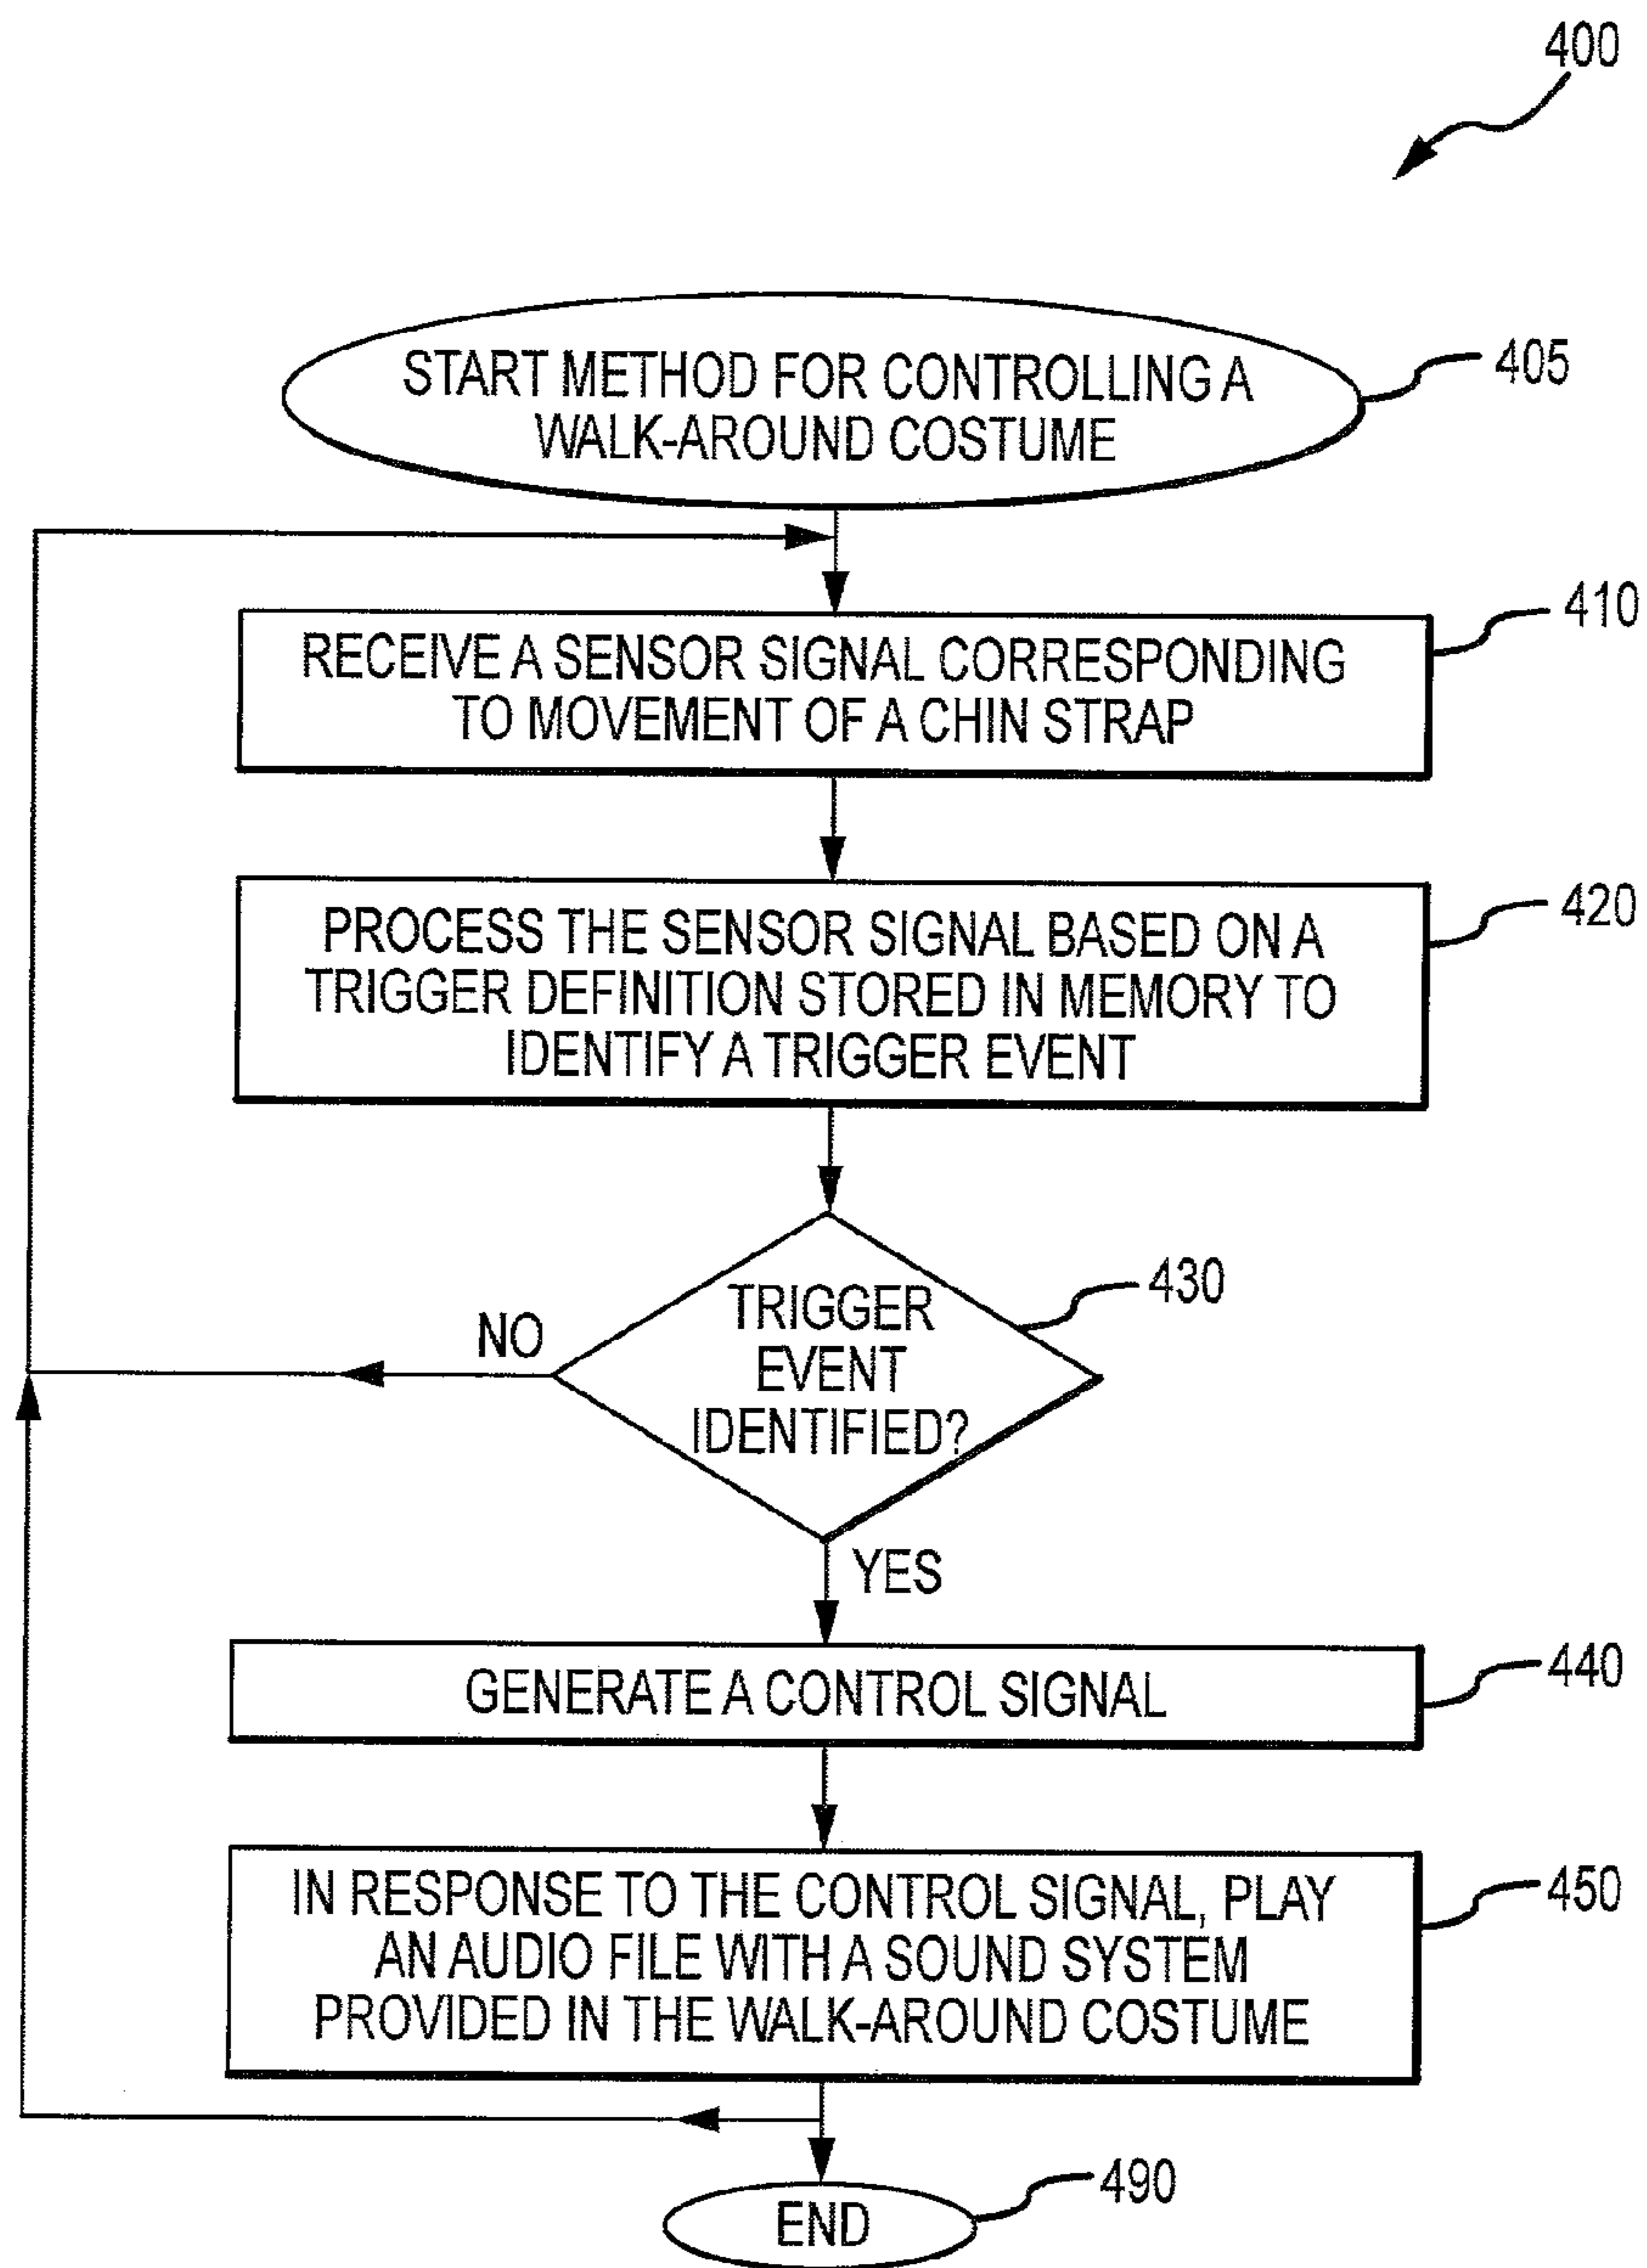 400
START METHOD FOR CONTROLLING A
WALK-AROUND COSTUME
405
RECEIVE A SENSOR SIGNAL CORRESPONDING
TO MOVEMENT OF A CHIN STRAP
410
PROCESS THE SENSOR SIGNAL BASED ON A
TRIGGER DEFINITION STORED IN MEMORY TO
IDENTIFY A TRIGGER EVENT
420
TRIGGER
EVENT
IDENTIFIED?
430
NO
YES
GENERATE A CONTROL SIGNAL
440
IN RESPONSE TO THE CONTROL SIGNAL, PLAY
AN AUDIO FILE WITH A SOUND SYSTEM
PROVIDED IN THE WALK-AROUND COSTUME
450
END
490